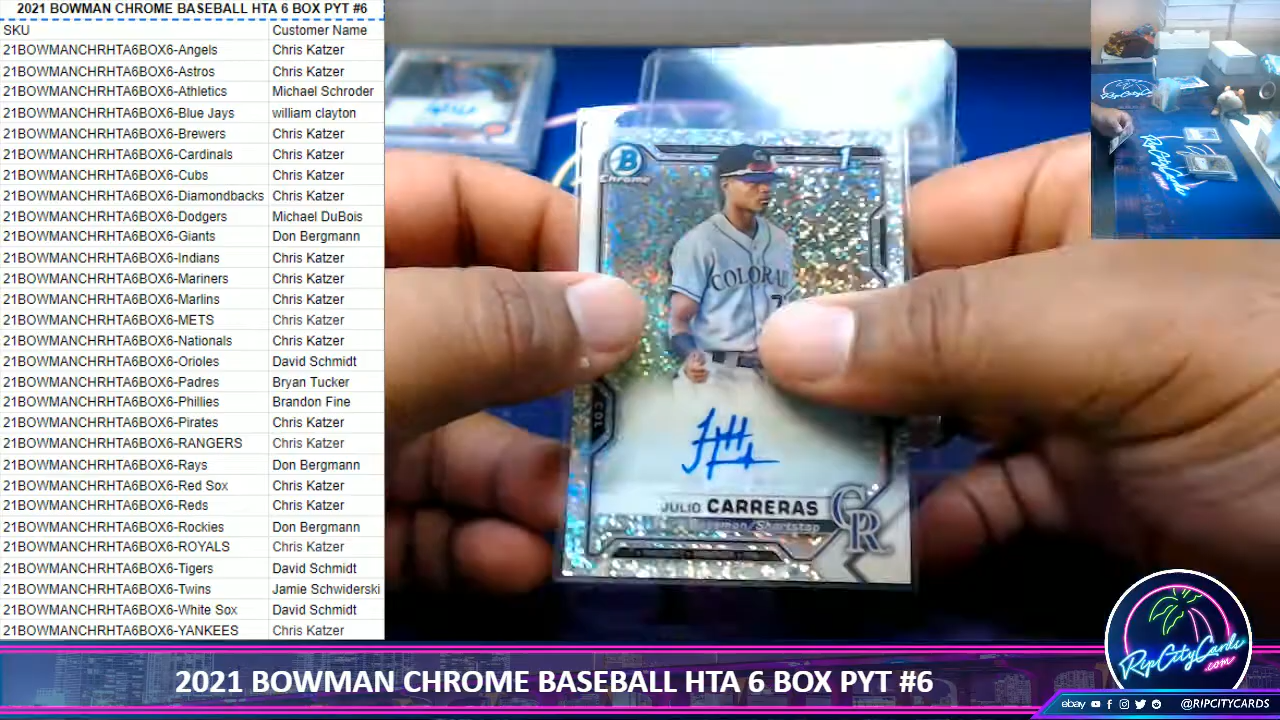 2021 BOWMAN CHROME BASEBALL HTA 6 BOX PYT #6
SKU Customer Name
21BOWMANCHRHTA6BOX6-Angels Chris Katzer
21BOWMANCHRHTA6BOX6-Astros Chris Katzer
21BOWMANCHRHTA6BOX6-Athletics Michael Schroder
21BOWMANCHRHTA6BOX6-Blue Jays william clayton
21BOWMANCHRHTA6BOX6-Brewers Chris Katzer
21BOWMANCHRHTA6BOX6-Cardinals Chris Katzer
21BOWMANCHRHTA6BOX6-Cubs Chris Katzer
21BOWMANCHRHTA6BOX6-Diamondbacks Chris Katzer
21BOWMANCHRHTA6BOX6-Dodgers Michael DuBois
21BOWMANCHRHTA6BOX6-Giants Don Bergmann
21BOWMANCHRHTA6BOX6-Indians Chris Katzer
21BOWMANCHRHTA6BOX6-Mariners Chris Katzer
21BOWMANCHRHTA6BOX6-Marlins Chris Katzer
21BOWMANCHRHTA6BOX6-METS Chris Katzer
21BOWMANCHRHTA6BOX6-Nationals Chris Katzer
21BOWMANCHRHTA6BOX6-Orioles David Schmidt
21BOWMANCHRHTA6BOX6-Padres Bryan Tucker
21BOWMANCHRHTA6BOX6-Phillies Brandon Fine
21BOWMANCHRHTA6BOX6-Pirates Chris Katzer
21BOWMANCHRHTA6BOX6-RANGERS Chris Katzer
21BOWMANCHRHTA6BOX6-Rays Don Bergmann
21BOWMANCHRHTA6BOX6-Red Sox Chris Katzer
21BOWMANCHRHTA6BOX6-Reds Chris Katzer
21BOWMANCHRHTA6BOX6-Rockies Don Bergmann
21BOWMANCHRHTA6BOX6-ROYALS Chris Katzer
21BOWMANCHRHTA6BOX6-Tigers David Schmidt
21BOWMANCHRHTA6BOX6-Twins Jamie Schwiderski
21BOWMANCHRHTA6BOX6-White Sox David Schmidt
21BOWMANCHRHTA6BOX6-YANKEES Chris Katzer
B
Chrome
1
COL
JULIO CARRERAS
Shortstop
CR
RipCityCards
.com
2021 BOWMAN CHROME BASEBALL HTA 6 BOX PYT #6
ebay @RIPCITYCARDS